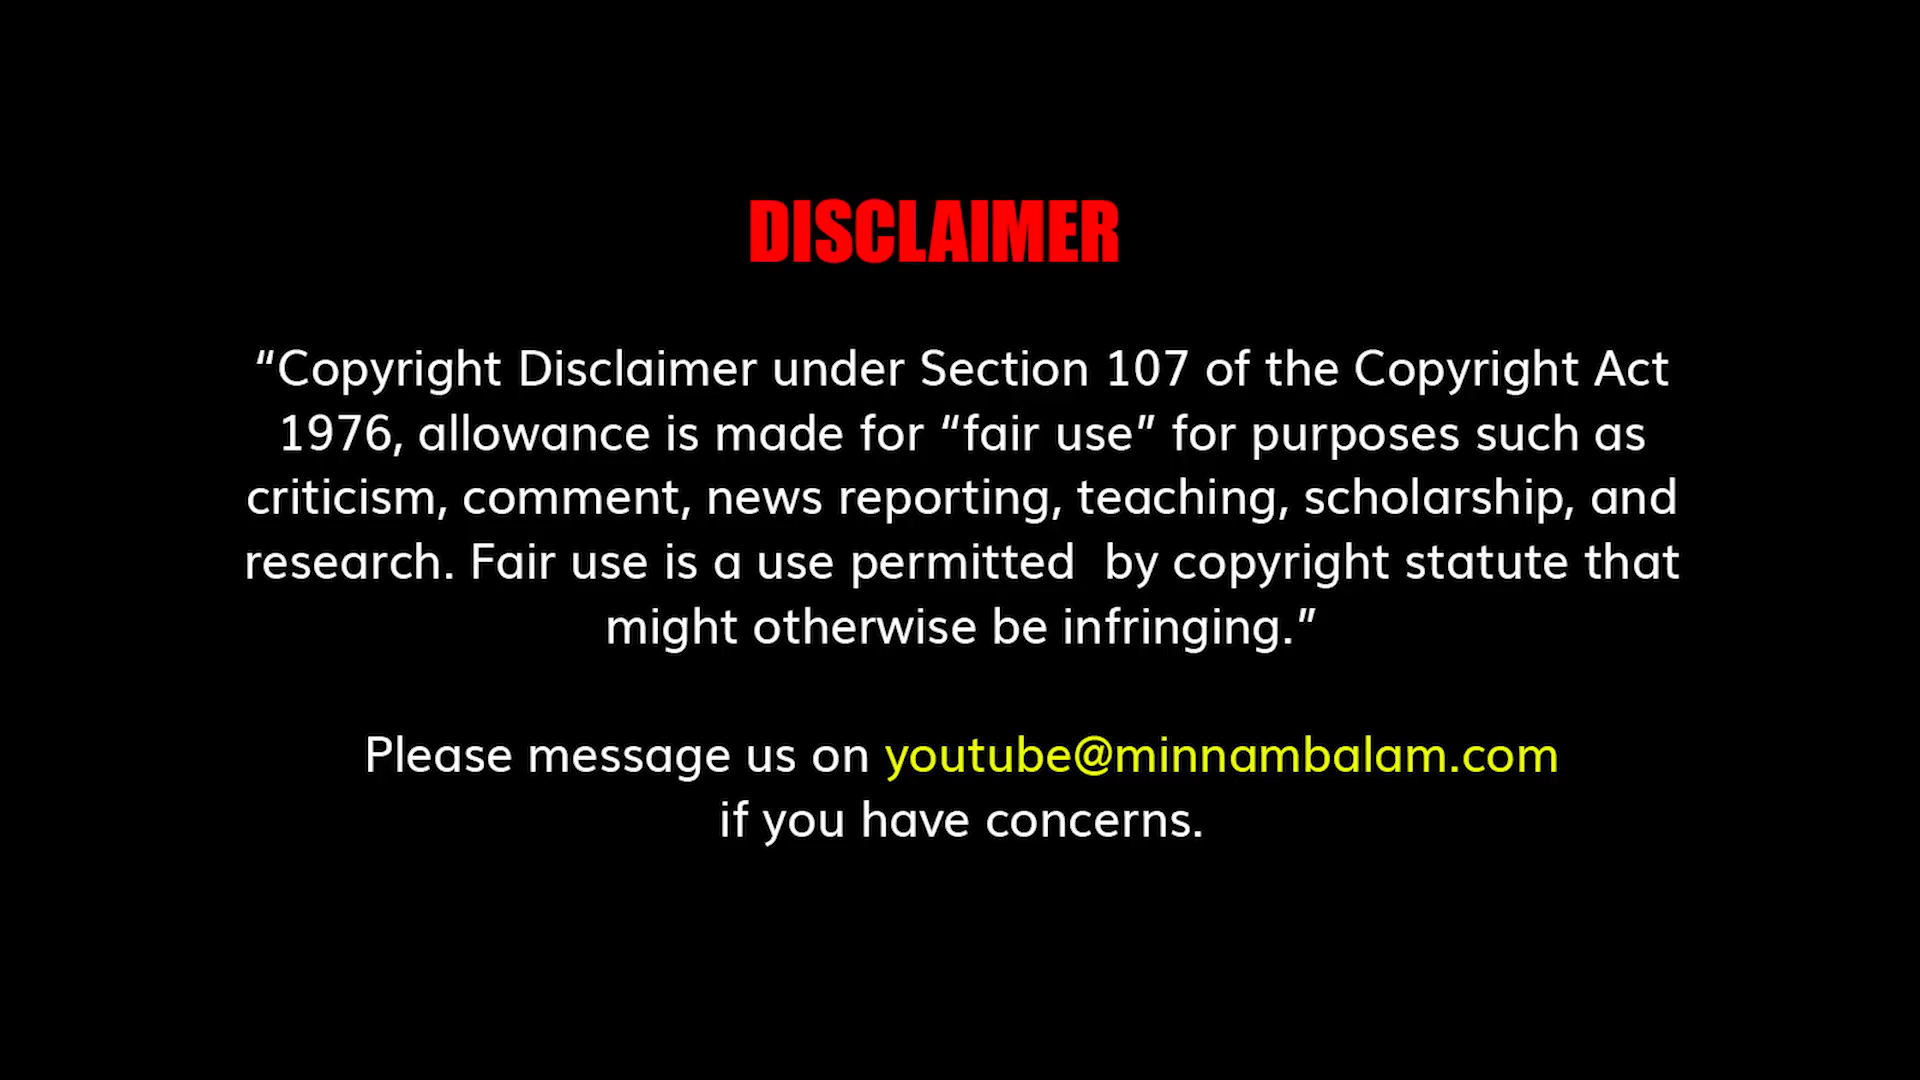 DISCLAIMER
“Copyright Disclaimer under Section 107 of the Copyright Act
1976, allowance is made for “fair use” for purposes such as
criticism, comment, news reporting, teaching, scholarship, and
research. Fair use is a use permitted  by copyright statute that
might otherwise be infringing.”
Please message us on youtube@minnambalam.com
if you have concerns.